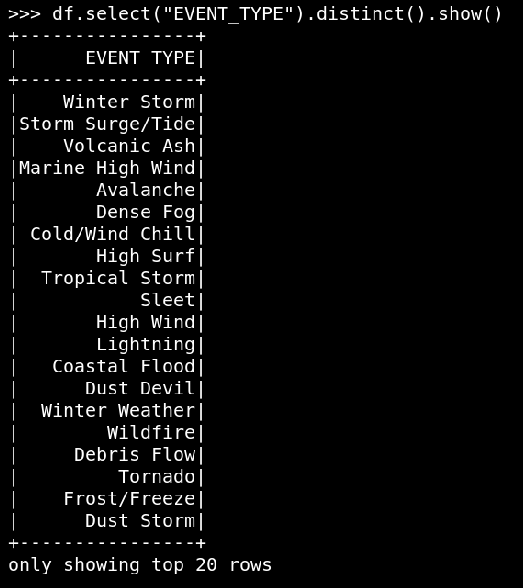 >>> df.select("EVENT_TYPE").distinct().show()
+----------------+
|      EVENT TYPE|
+----------------+
|    Winter Storm|
|Storm Surge/Tide|
|    Volcanic Ash|
|Marine High Wind|
|       Avalanche|
|       Dense Fog|
| Cold/Wind Chill|
|       High Surf|
|  Tropical Storm|
|           Sleet|
|       High Wind|
|       Lightning|
|   Coastal Flood|
|      Dust Devil|
|  Winter Weather|
|        Wildfire|
|     Debris Flow|
|         Tornado|
|    Frost/Freeze|
|      Dust Storm|
+----------------+
only showing top 20 rows